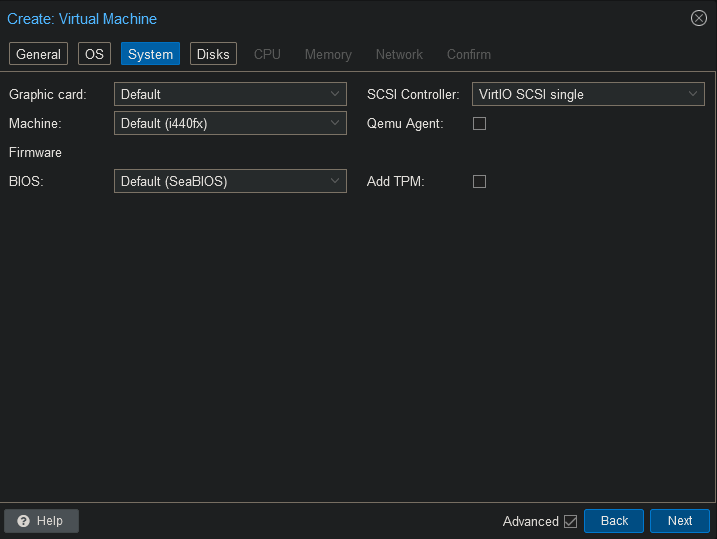 Create: Virtual Machine
General OS System Disks CPU Memory Network Confirm
Graphic card: Default SCSI Controller: VirtIO SCSI single
Machine: Default (i440fx) Qemu Agent:
Firmware
BIOS: Default (SeaBIOS) Add TPM:
Help Advanced Back Next